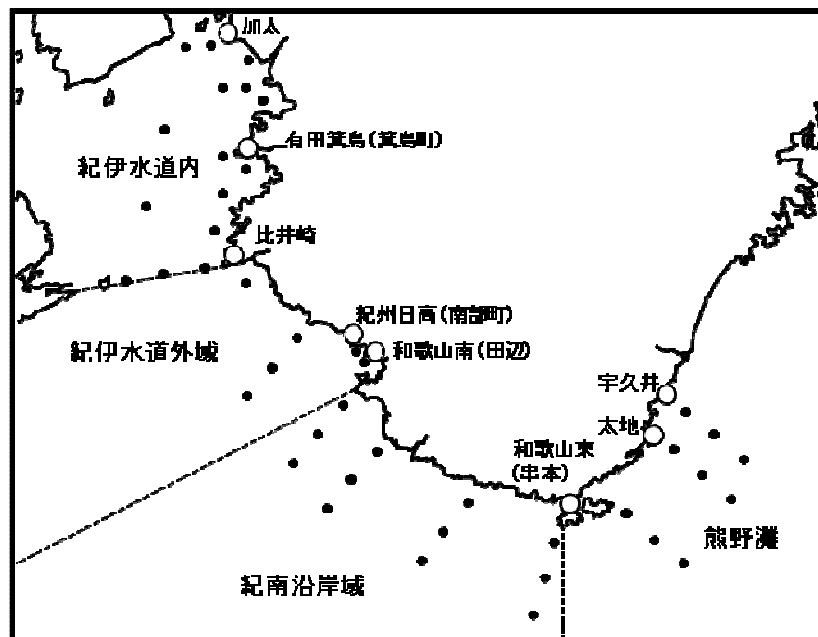 加太
有田箕島(箕島町)
紀伊水道内
比井崎
紀州日高(南部町)
和歌山南(田辺)
紀伊水道外域
宇久井
太地
和歌山東
(串本)
熊野灘
紀南沿岸域